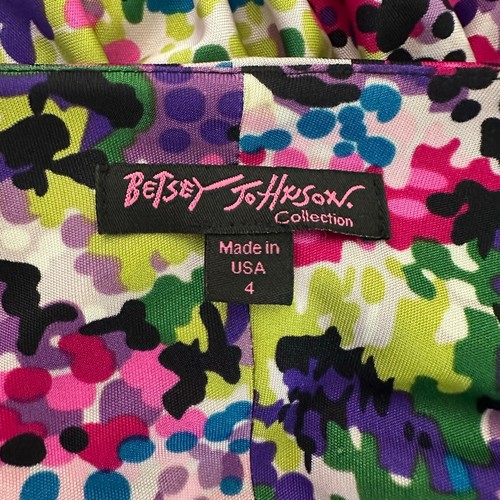 BETSEY JOHNSON.
Collection
Made in
USA
4